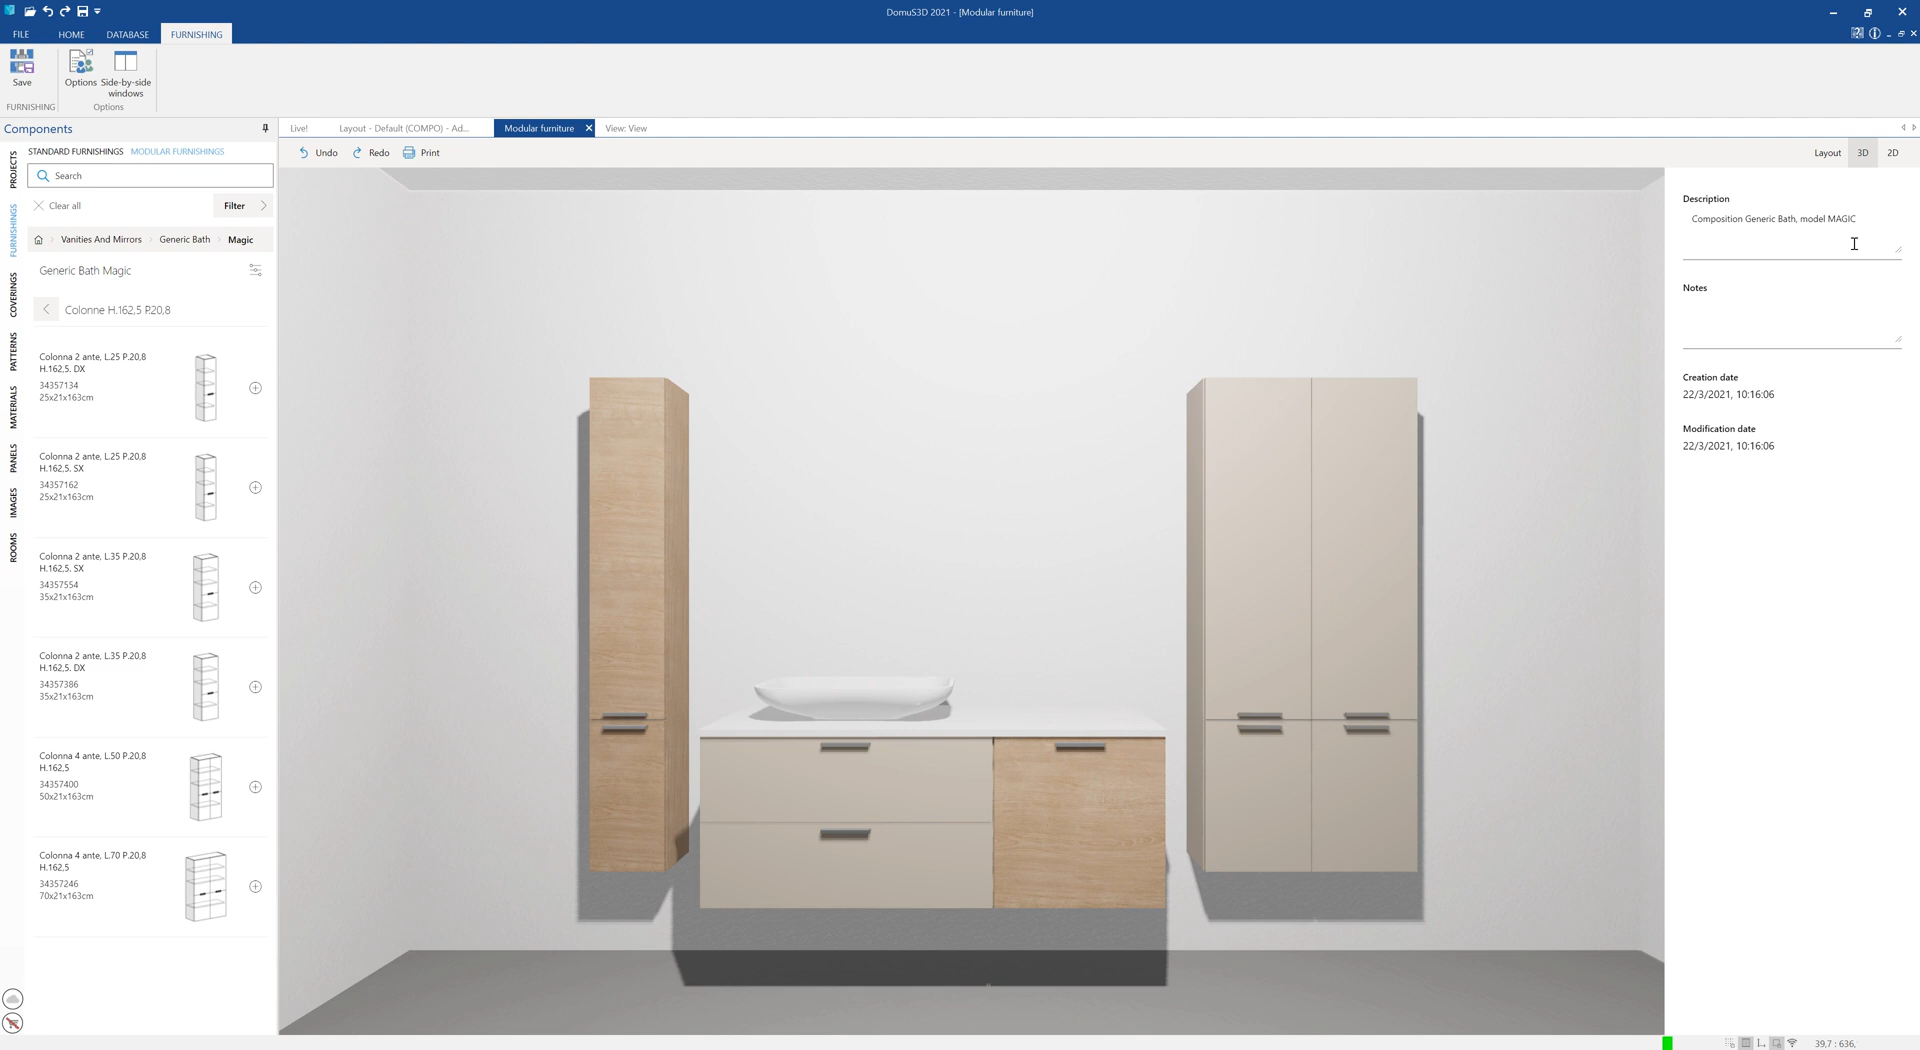 DomuS3D 2021 - [Modular furniture]
FILE HOME DATABASE FURNISHING
Save
Options
Side-by-side
windows
FURNISHING
Options
Components
STANDARD FURNISHINGS MODULAR FURNISHINGS
Search
Clear all
Filter
Vanities And Mirrors Generic Bath Magic
Generic Bath Magic
Colonne H.162,5 P.20,8
Colonna 2 ante, L.25 P.20,8
H.162,5. DX
34357134
25x21x163cm
Colonna 2 ante, L.25 P.20,8
H.162,5. SX
34357162
25x21x163cm
Colonna 2 ante, L.35 P.20,8
H.162,5. SX
34357554
35x21x163cm
Colonna 2 ante, L.35 P.20,8
H.162,5. DX
34357386
35x21x163cm
Colonna 4 ante, L.50 P.20,8
H.162,5
34357400
50x21x163cm
Colonna 4 ante, L.70 P.20,8
H.162,5
34357246
70x21x163cm
PROJECTS
FURNISHINGS
COVERINGS
PATTERNS
MATERIALS
PANELS
IMAGES
ROOMS
Live! Layout - Default (COMPO) - Ad... Modular furniture View: View
Undo Redo Print
Layout 3D 2D
Description
Composition Generic Bath, model MAGIC
Notes
Creation date
22/3/2021, 10:16:06
Modification date
22/3/2021, 10:16:06
39,7 : 636,